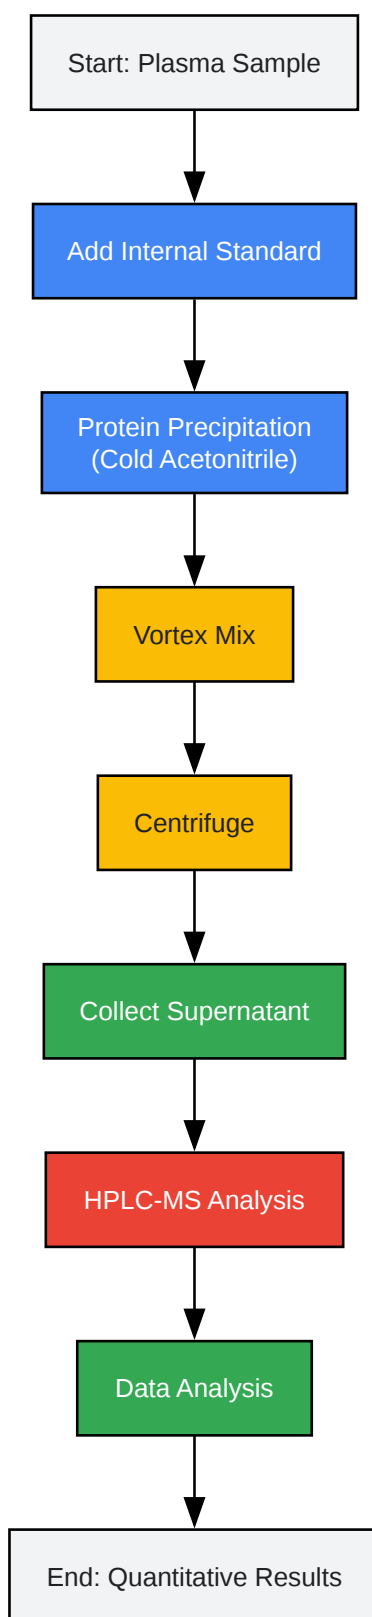 Start: Plasma Sample
Add Internal Standard
Protein Precipitation
(Cold Acetonitrile)
Vortex Mix
Centrifuge
Collect Supernatant
HPLC-MS Analysis
Data Analysis
End: Quantitative Results